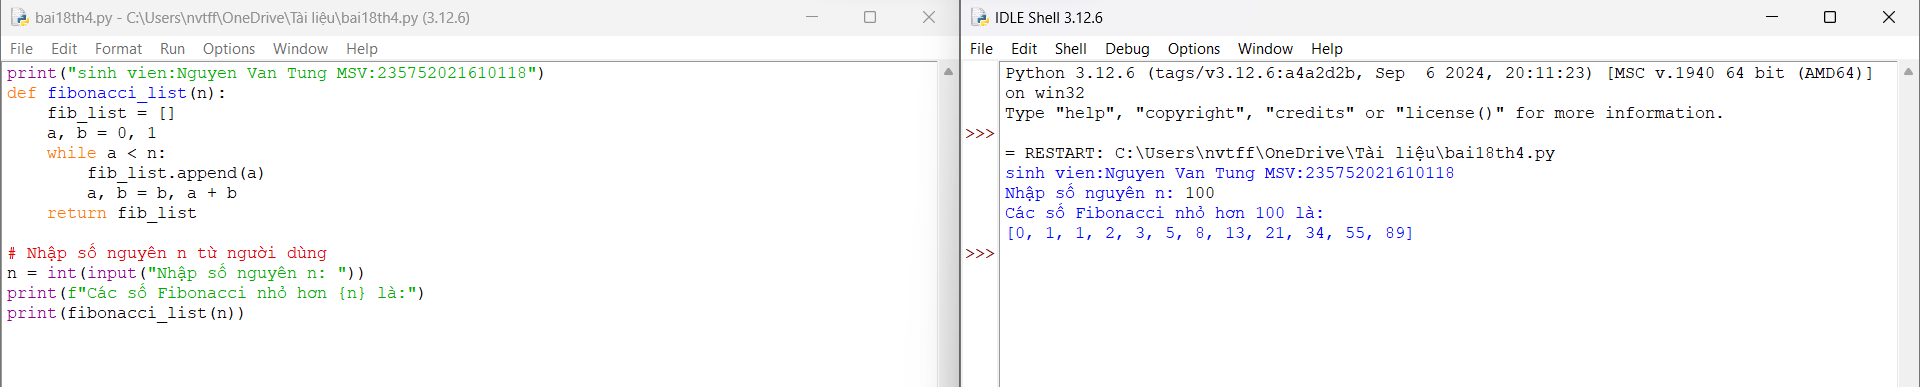 bai18th4.py - C:\Users\nvtff\OneDrive\Tài liệu\bai18th4.py (3.12.6)
File Edit Format Run Options Window Help
print("sinh vien:Nguyen Van Tung MSV:235752021610118")
def fibonacci_list(n):
    fib_list = []
    a, b = 0, 1
    while a < n:
        fib_list.append(a)
        a, b = b, a + b
    return fib_list

# Nhập số nguyên n từ người dùng
n = int(input("Nhập số nguyên n: "))
print(f"Các số Fibonacci nhỏ hơn {n} là:")
print(fibonacci_list(n))
IDLE Shell 3.12.6
File Edit Shell Debug Options Window Help
Python 3.12.6 (tags/v3.12.6:a4a2d2b, Sep  6 2024, 20:11:23) [MSC v.1940 64 bit (AMD64)]
on win32
Type "help", "copyright", "credits" or "license()" for more information.
>>>
= RESTART: C:\Users\nvtff\OneDrive\Tài liệu\bai18th4.py
sinh vien:Nguyen Van Tung MSV:235752021610118
Nhập số nguyên n: 100
Các số Fibonacci nhỏ hơn 100 là:
[0, 1, 1, 2, 3, 5, 8, 13, 21, 34, 55, 89]
>>>